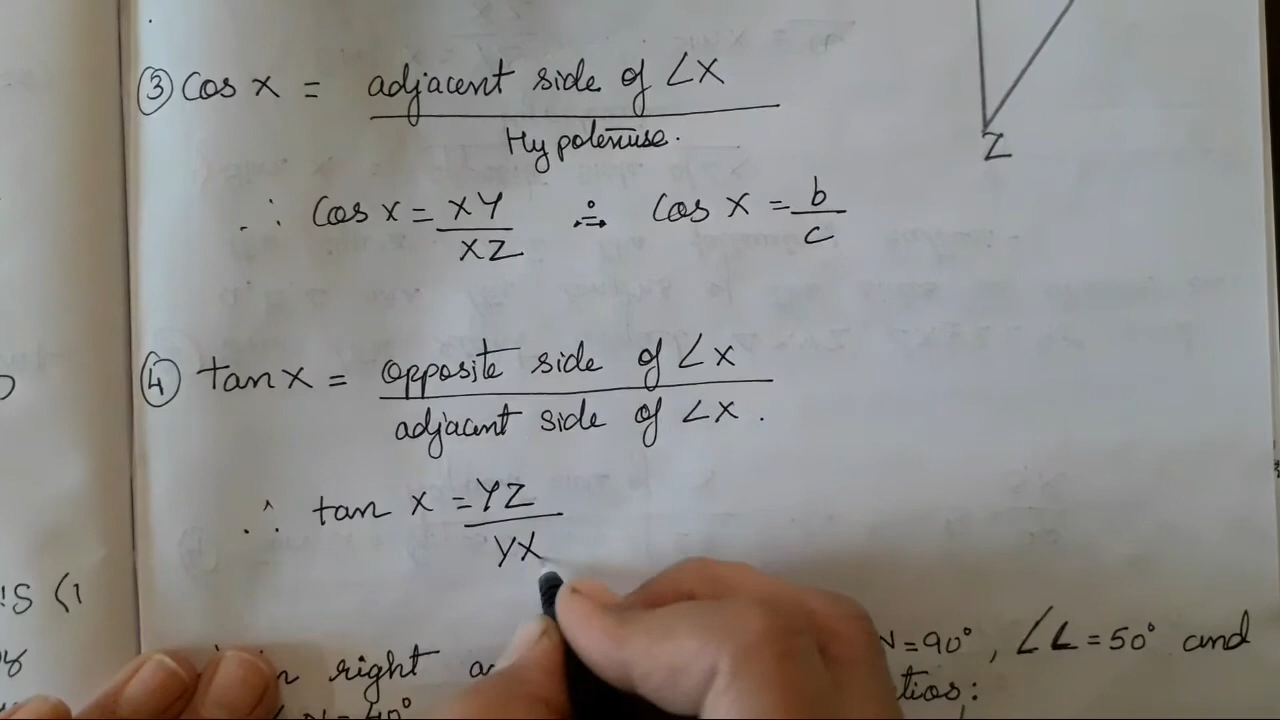 ③ Cos X = adjacent side of ∠X
Hypotenuse.
Z
∴ Cos X = XY / XZ ∴ Cos X = b / c
④ tan X = opposite side of ∠X
adjacent side of ∠X.
∴ tan X = YZ
YX
=90°, ∠L=50° and
in right